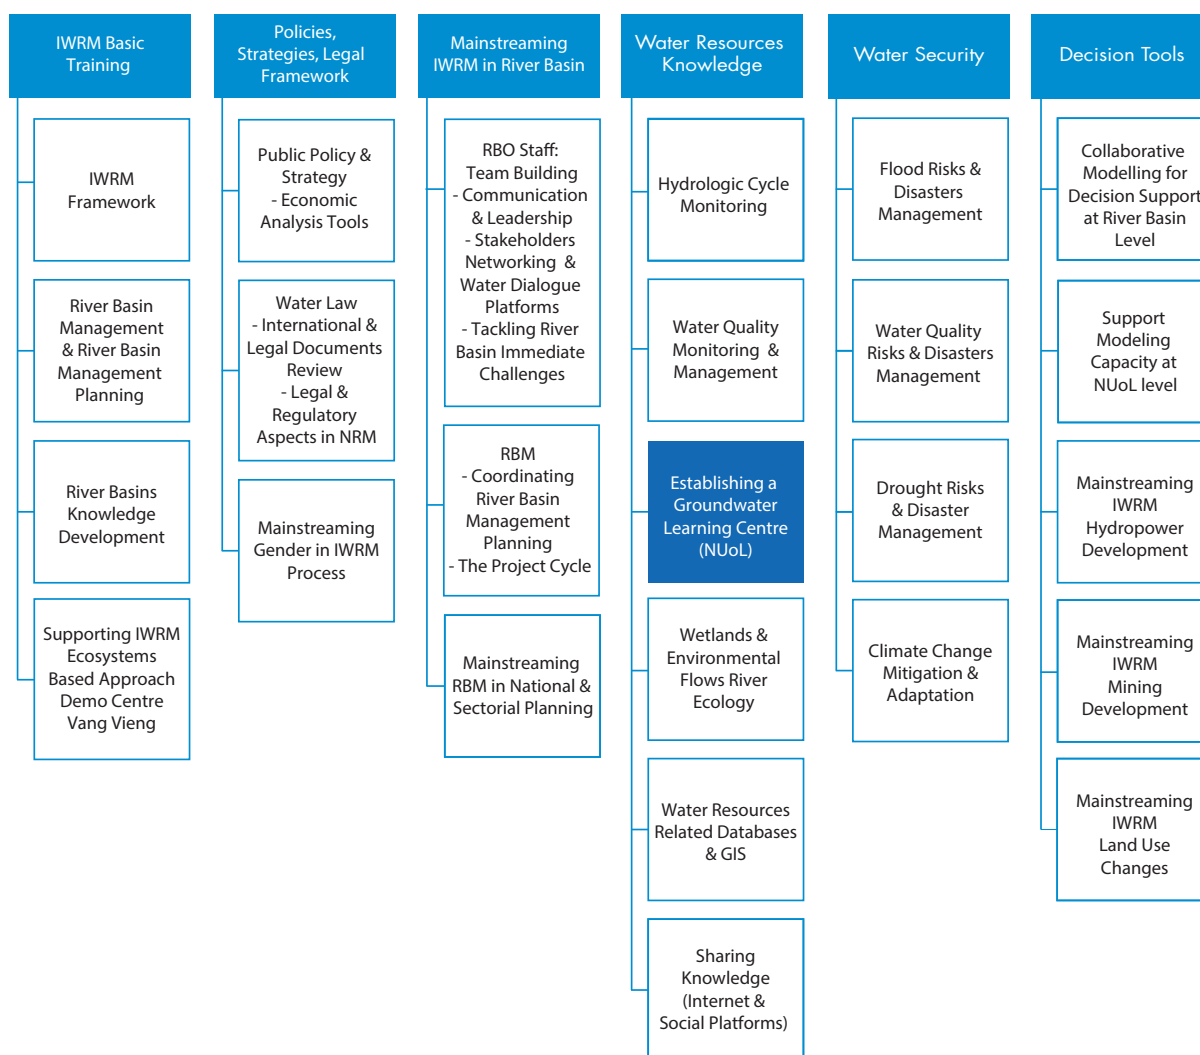 IWRM Basic
Training
IWRM
Framework
River Basin
Management
& River Basin
Management
Planning
River Basins
Knowledge
Development
Supporting IWRM
Ecosystems
Based Approach
Demo Centre
Vang Vieng
Policies,
Strategies, Legal
Framework
Public Policy &
Strategy
- Economic
Analysis Tools
Water Law
- International &
Legal Documents
Review
- Legal &
Regulatory
Aspects in NRM
Mainstreaming
Gender in IWRM
Process
Mainstreaming
IWRM in River Basin
RBO Staff:
Team Building
- Communication
& Leadership
- Stakeholders
Networking &
Water Dialogue
Platforms
- Tackling River
Basin Immediate
Challenges
RBM
- Coordinating
River Basin
Management
Planning
- The Project Cycle
Mainstreaming
RBM in National &
Sectorial Planning
Water Resources
Knowledge
Hydrologic Cycle
Monitoring
Water Quality
Monitoring &
Management
Establishing a
Groundwater
Learning Centre
(NUoL)
Wetlands &
Environmental
Flows River
Ecology
Water Resources
Related Databases
& GIS
Sharing
Knowledge
(Internet &
Social Platforms)
Water Security
Flood Risks &
Disasters
Management
Water Quality
Risks & Disasters
Management
Drought Risks
& Disaster
Management
Climate Change
Mitigation &
Adaptation
Decision Tools
Collaborative
Modelling for
Decision Support
at River Basin
Level
Support
Modeling
Capacity at
NUoL level
Mainstreaming
IWRM
Hydropower
Development
Mainstreaming
IWRM
Mining
Development
Mainstreaming
IWRM
Land Use
Changes